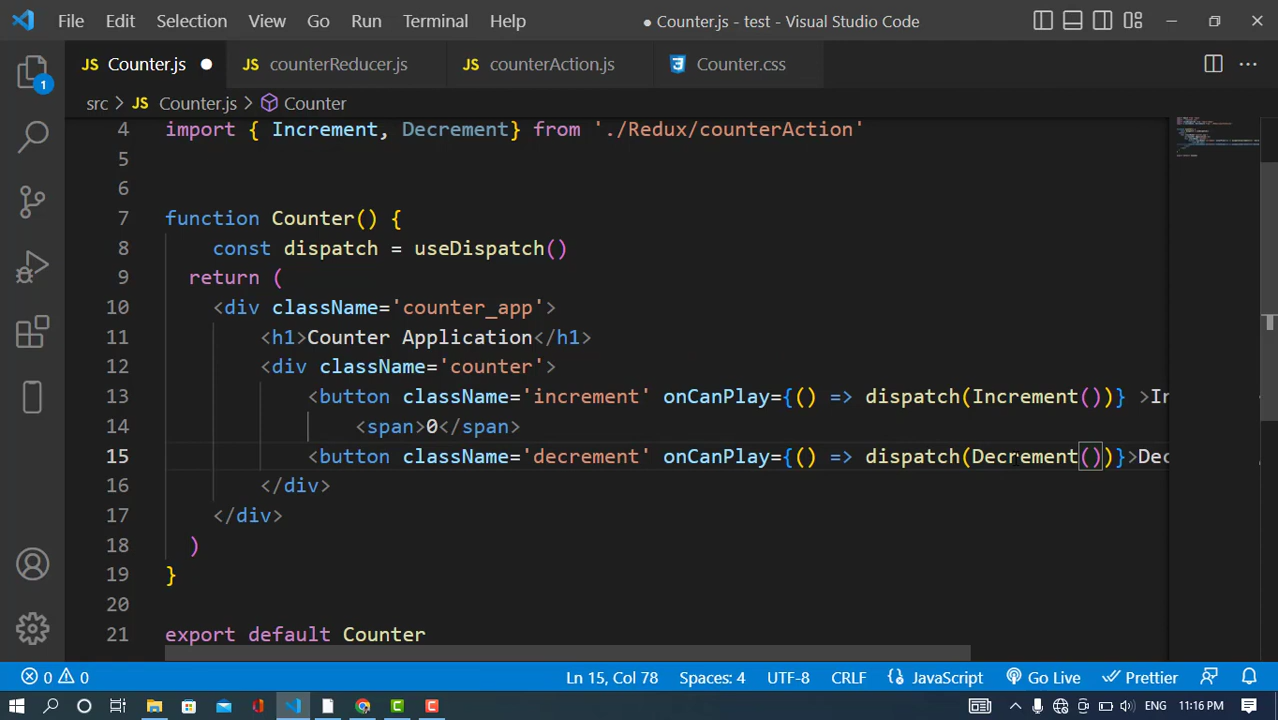 File Edit Selection View Go Run Terminal Help ● Counter.js - test - Visual Studio Code
JS Counter.js ● JS counterReducer.js JS counterAction.js Counter.css
1
src > JS Counter.js > Counter
4 import { Increment, Decrement} from './Redux/counterAction'
5
6
7 function Counter() {
8 const dispatch = useDispatch()
9 return (
10 <div className='counter_app'>
11 <h1>Counter Application</h1>
12 <div className='counter'>
13 <button className='increment' onCanPlay={() => dispatch(Increment())} >In
14 <span>0</span>
15 <button className='decrement' onCanPlay={() => dispatch(Decrement())}>Dec
16 </div>
17 </div>
18 )
19 }
20
21 export default Counter
0 0 Ln 15, Col 78 Spaces: 4 UTF-8 CRLF JavaScript Go Live Prettier
ENG 11:16 PM